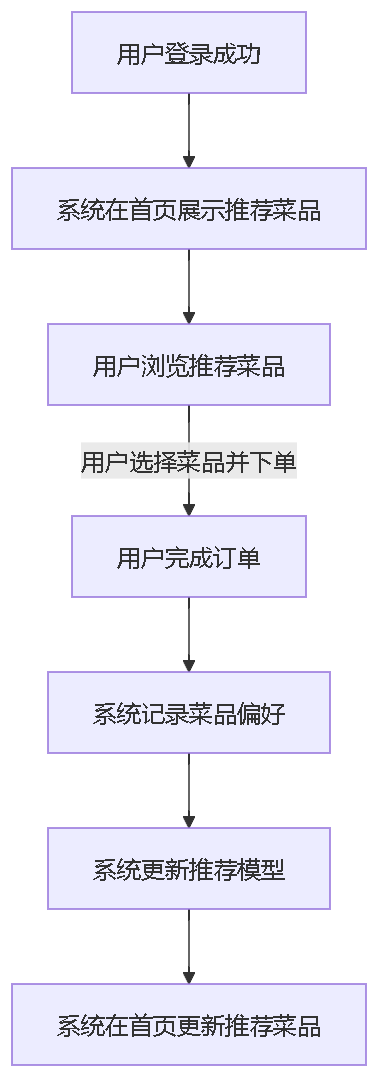 用户登录成功
系统在首页展示推荐菜品
用户浏览推荐菜品
用户选择菜品并下单
用户完成订单
系统记录菜品偏好
系统更新推荐模型
系统在首页更新推荐菜品